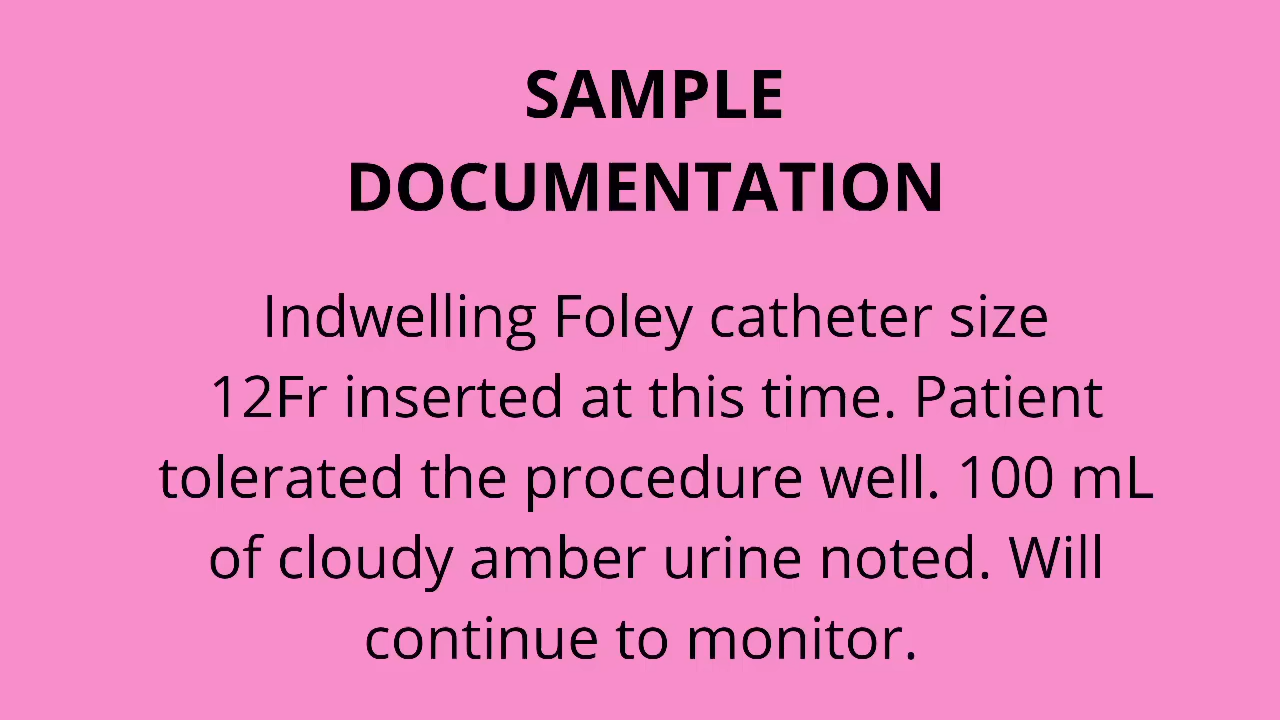 SAMPLE
DOCUMENTATION
Indwelling Foley catheter size
12Fr inserted at this time. Patient
tolerated the procedure well. 100 mL
of cloudy amber urine noted. Will
continue to monitor.